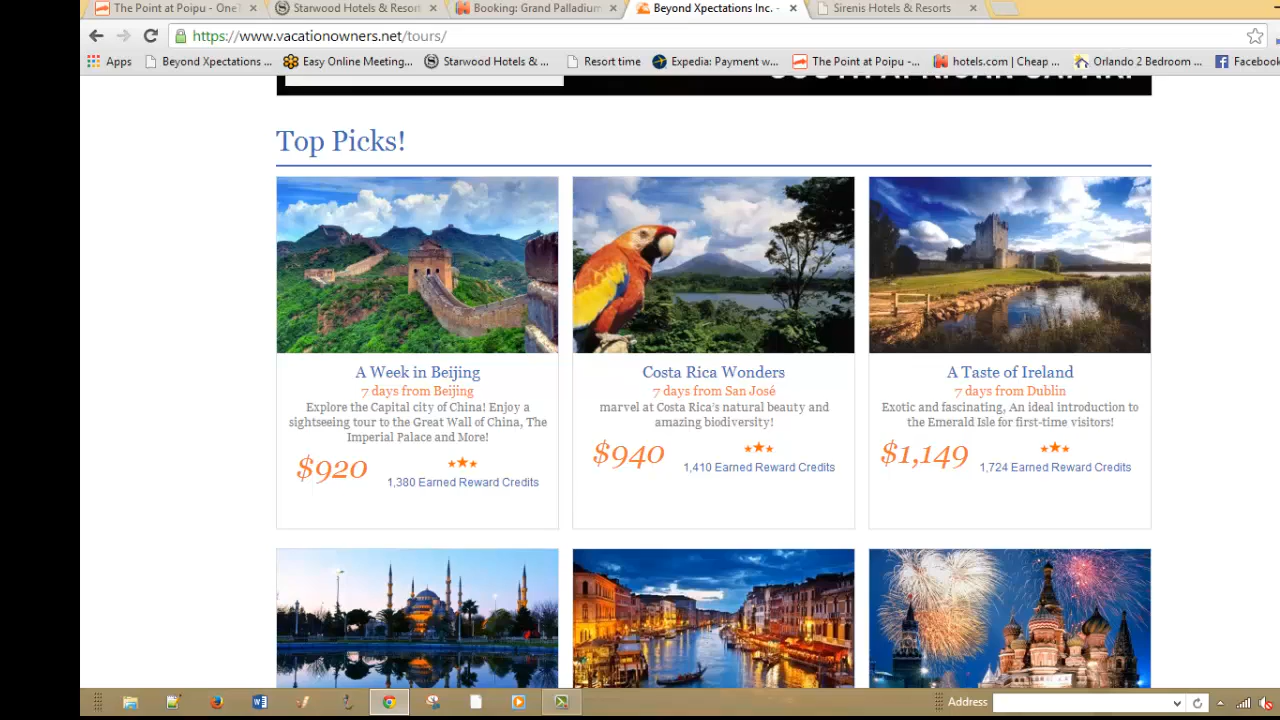 The Point at Poipu - OneT
Starwood Hotels & Resor
Booking: Grand Palladium
Beyond Xpectations Inc. -
Sirenis Hotels & Resorts
https://www.vacationowners.net/tours/
Apps
Beyond Xpectations ...
Easy Online Meeting...
Starwood Hotels & ...
Resort time
Expedia: Payment w...
The Point at Poipu -...
hotels.com | Cheap ...
Orlando 2 Bedroom ...
Facebook
Top Picks!
A Week in Beijing
7 days from Beijing
Explore the Capital city of China! Enjoy a
sightseeing tour to the Great Wall of China, The
Imperial Palace and More!
$920
1,380 Earned Reward Credits
Costa Rica Wonders
7 days from San José
marvel at Costa Rica's natural beauty and
amazing biodiversity!
$940
1,410 Earned Reward Credits
A Taste of Ireland
7 days from Dublin
Exotic and fascinating, An ideal introduction to
the Emerald Isle for first-time visitors!
$1,149
1,724 Earned Reward Credits
Address